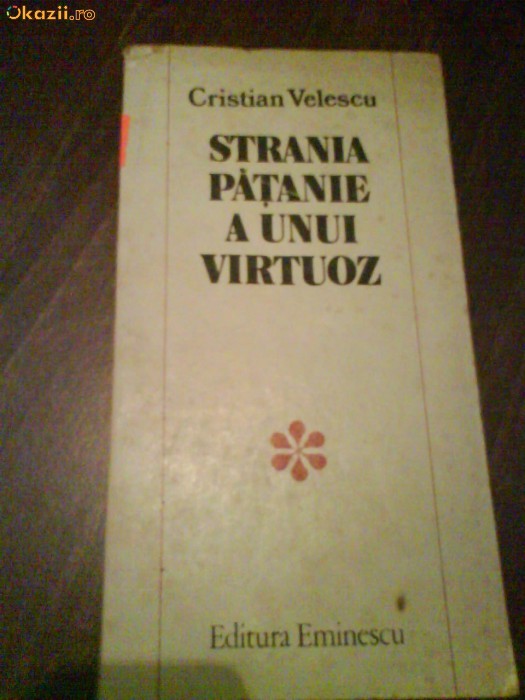 Okazii.ro
Cristian Velescu
STRANIA
PĂȚANIE
A UNUI
VIRTUOZ
Editura Eminescu